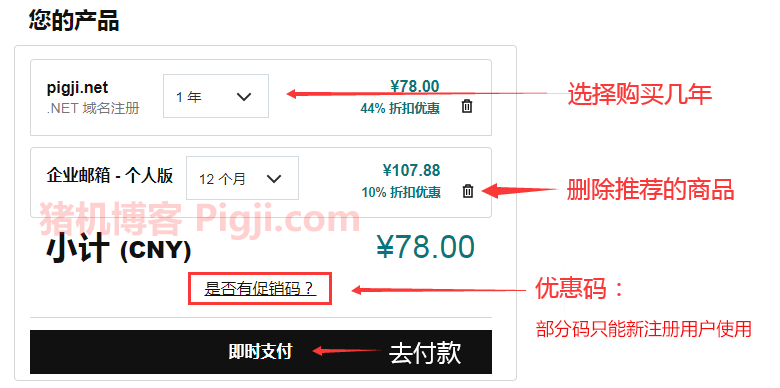 您的产品
pigji.net
.NET 域名注册
1 年
¥78.00
44% 折扣优惠
选择购买几年
企业邮箱 - 个人版
12 个月
¥107.88
10% 折扣优惠
删除推荐的商品
猪机博客 Pigji.com
小计 (CNY)
¥78.00
是否有促销码？
优惠码：
部分码只能新注册用户使用
即时支付
去付款